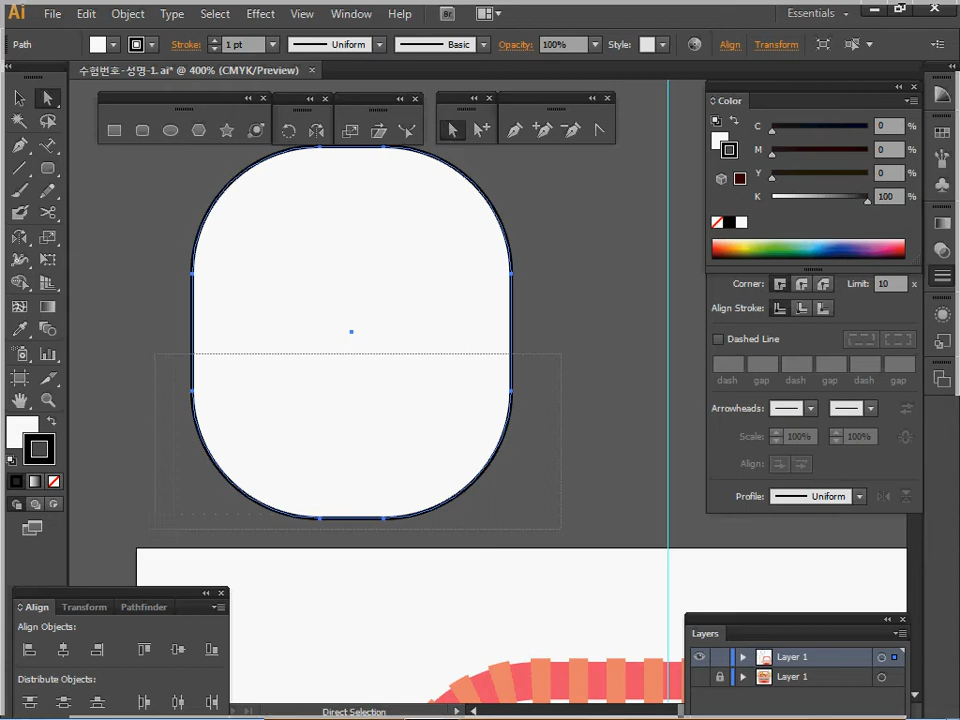 Ai File Edit Object Type Select Effect View Window Help Br Essentials
Path Stroke: 1 pt Uniform Basic Opacity: 100% Style: Align Transform
수험번호-성명-1.ai* @ 400% (CMYK/Preview)
Color
C 0 %
M 0 %
Y 0 %
K 100 %
Corner: Limit: 10 x
Align Stroke:
Dashed Line
dash gap dash gap dash gap
Arrowheads:
Scale: 100% 100%
Align:
Profile: Uniform
Align Transform Pathfinder
Align Objects:
Distribute Objects:
Layers
Layer 1
Layer 1
Direct Selection